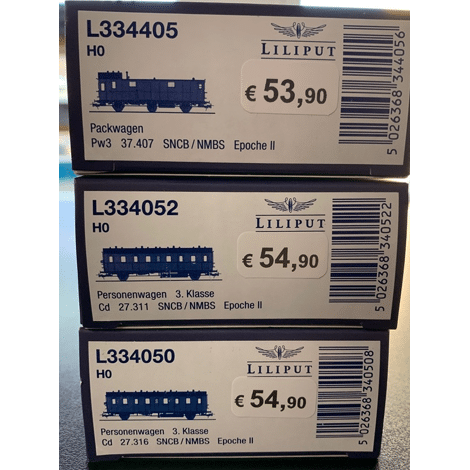 L334405
H0
LILIPUT
€ 53,90
Packwagen
Pw3 37.407 SNCB/NMBS Epoche II
5 026368 344056
L334052
H0
LILIPUT
€ 54,90
Personenwagen 3. Klasse
Cd 27.311 SNCB/NMBS Epoche II
5 026368 340522
L334050
H0
LILIPUT
€ 54,90
Personenwagen 3. Klasse
Cd 27.316 SNCB/NMBS Epoche II
5 026368 340508